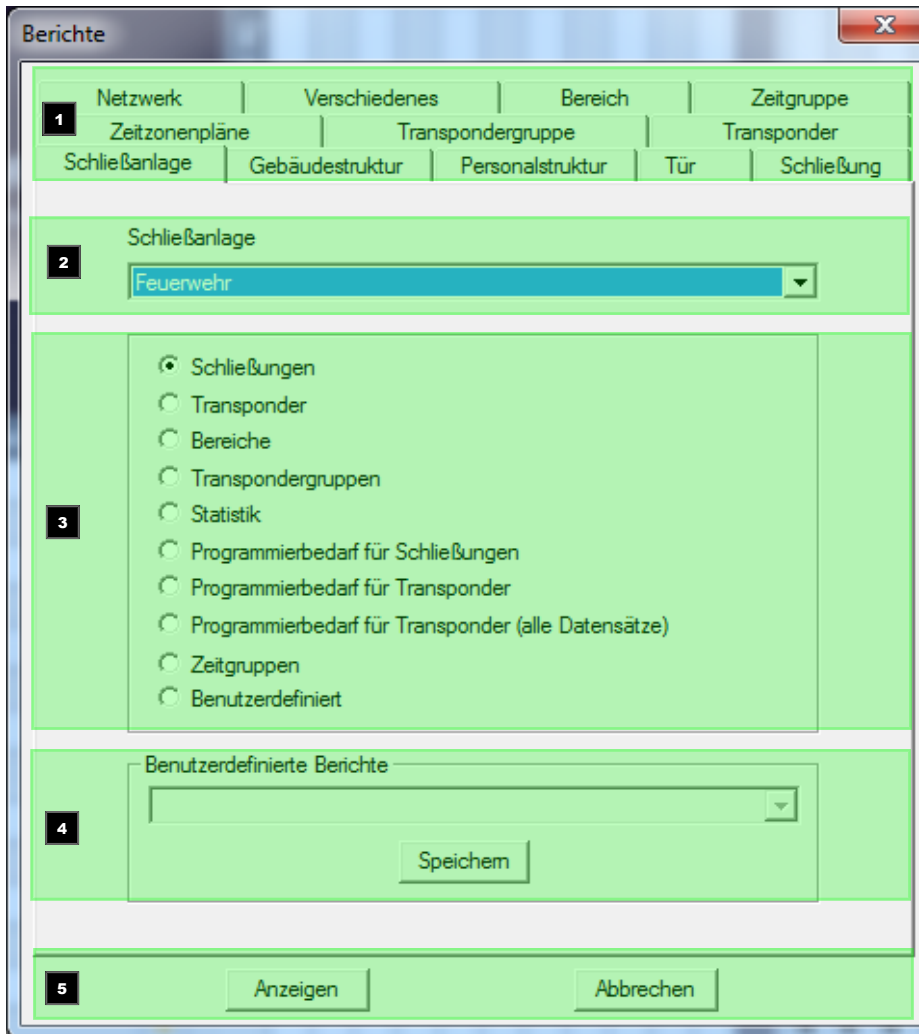 Berichte
X
1
Netzwerk Verschiedenes Bereich Zeitgruppe
Zeitzonenpläne Transpondergruppe Transponder
Schließanlage Gebäudestruktur Personalstruktur Tür Schließung
2
Schließanlage
Feuerwehr
3
Schließungen
Transponder
Bereiche
Transpondergruppen
Statistik
Programmierbedarf für Schließungen
Programmierbedarf für Transponder
Programmierbedarf für Transponder (alle Datensätze)
Zeitgruppen
Benutzerdefiniert
4
Benutzerdefinierte Berichte
Speichern
5
Anzeigen Abbrechen